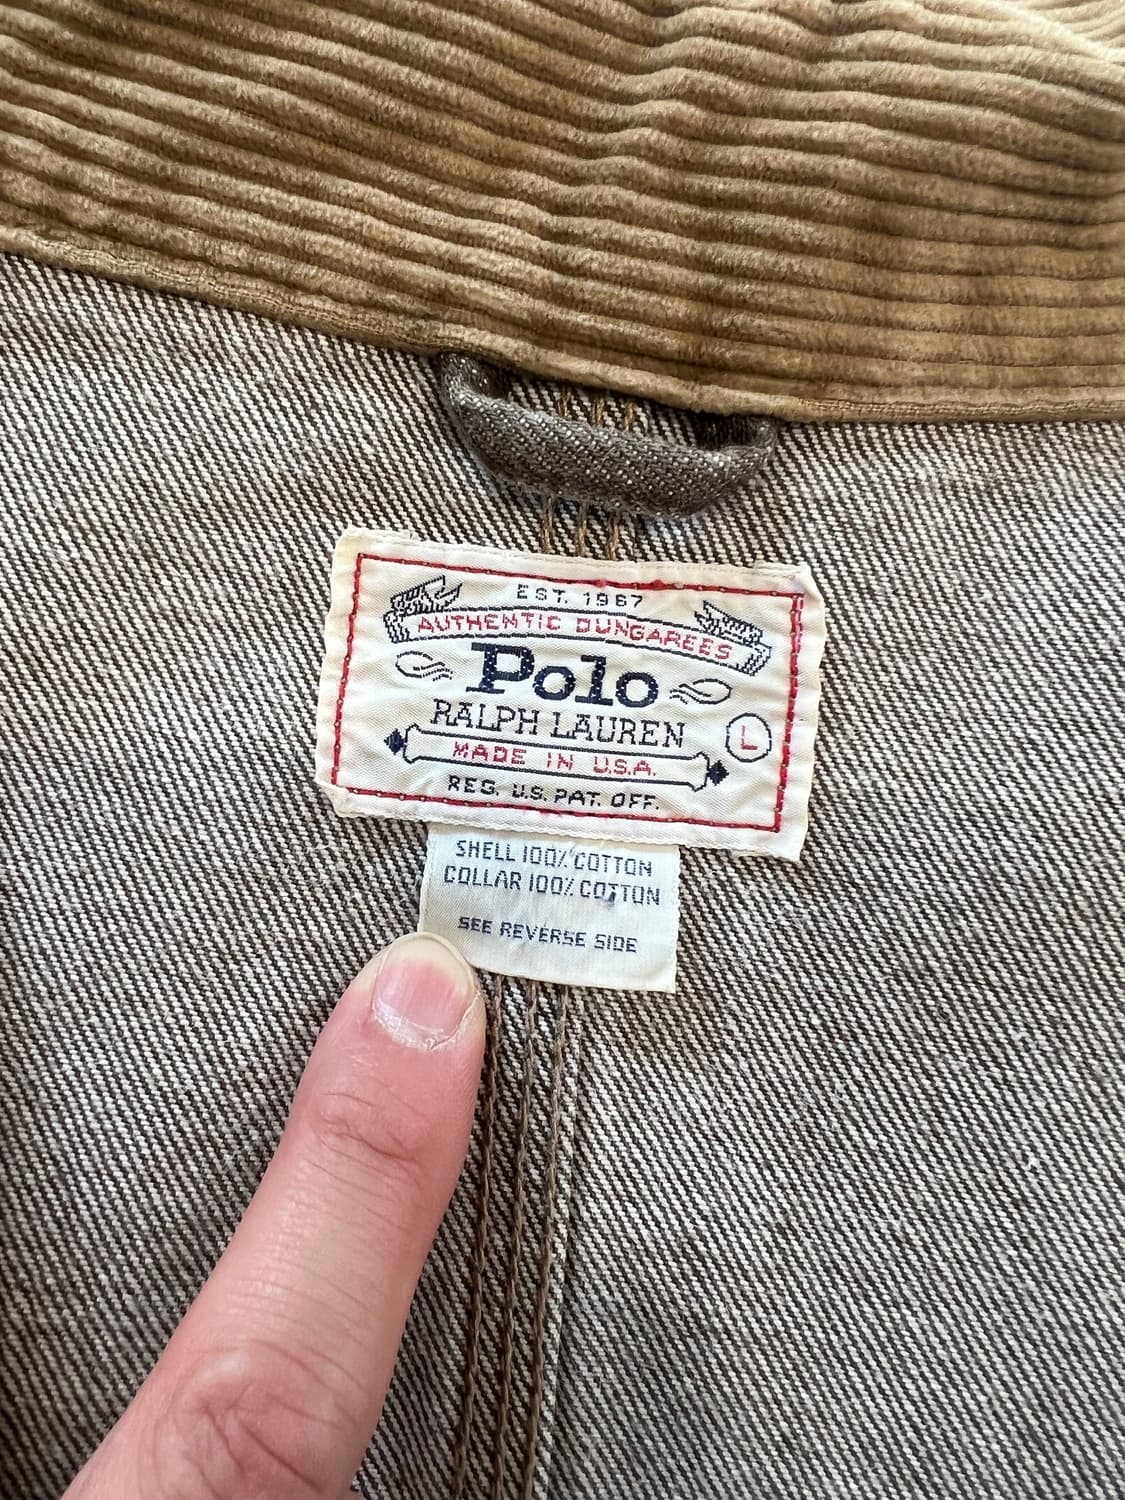 EST. 1967
AUTHENTIC DUNGAREES
Polo
RALPH LAUREN
L
MADE IN U.S.A.
REG. U.S. PAT. OFF.
SHELL 100% COTTON
COLLAR 100% COTTON
SEE REVERSE SIDE